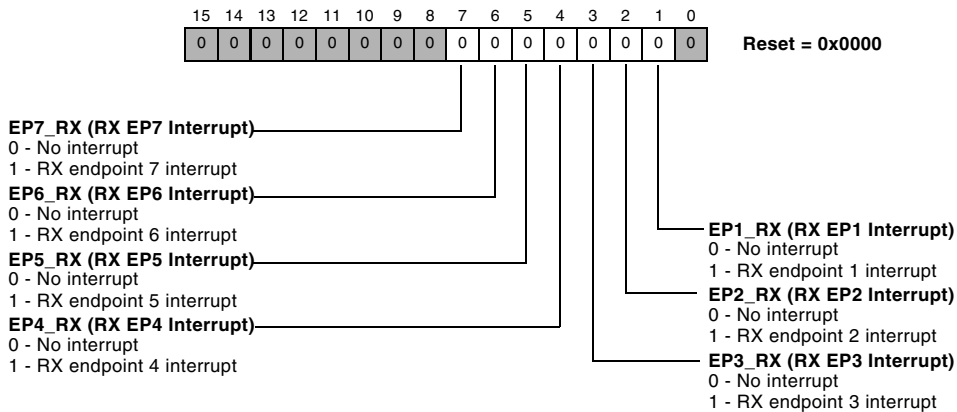 15 14 13 12 11 10 9 8 7 6 5 4 3 2 1 0
0 0 0 0 0 0 0 0 0 0 0 0 0 0 0 0
Reset = 0x0000
EP7_RX (RX EP7 Interrupt)
0 - No interrupt
1 - RX endpoint 7 interrupt
EP6_RX (RX EP6 Interrupt)
0 - No interrupt
1 - RX endpoint 6 interrupt
EP5_RX (RX EP5 Interrupt)
0 - No interrupt
1 - RX endpoint 5 interrupt
EP4_RX (RX EP4 Interrupt)
0 - No interrupt
1 - RX endpoint 4 interrupt
EP1_RX (RX EP1 Interrupt)
0 - No interrupt
1 - RX endpoint 1 interrupt
EP2_RX (RX EP2 Interrupt)
0 - No interrupt
1 - RX endpoint 2 interrupt
EP3_RX (RX EP3 Interrupt)
0 - No interrupt
1 - RX endpoint 3 interrupt